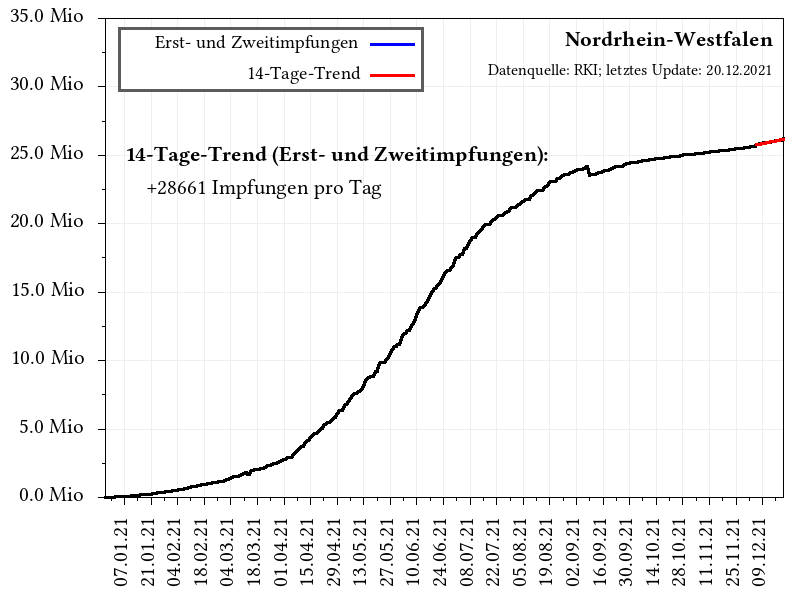 35.0 Mio
30.0 Mio
25.0 Mio
20.0 Mio
15.0 Mio
10.0 Mio
5.0 Mio
0.0 Mio
Erst- und Zweitimpfungen
14-Tage-Trend
Nordrhein-Westfalen
Datenquelle: RKI; letztes Update: 20.12.2021
14-Tage-Trend (Erst- und Zweitimpfungen):
+28661 Impfungen pro Tag
07.01.21
21.01.21
04.02.21
18.02.21
04.03.21
18.03.21
01.04.21
15.04.21
29.04.21
13.05.21
27.05.21
10.06.21
24.06.21
08.07.21
22.07.21
05.08.21
19.08.21
02.09.21
16.09.21
30.09.21
14.10.21
28.10.21
11.11.21
25.11.21
09.12.21